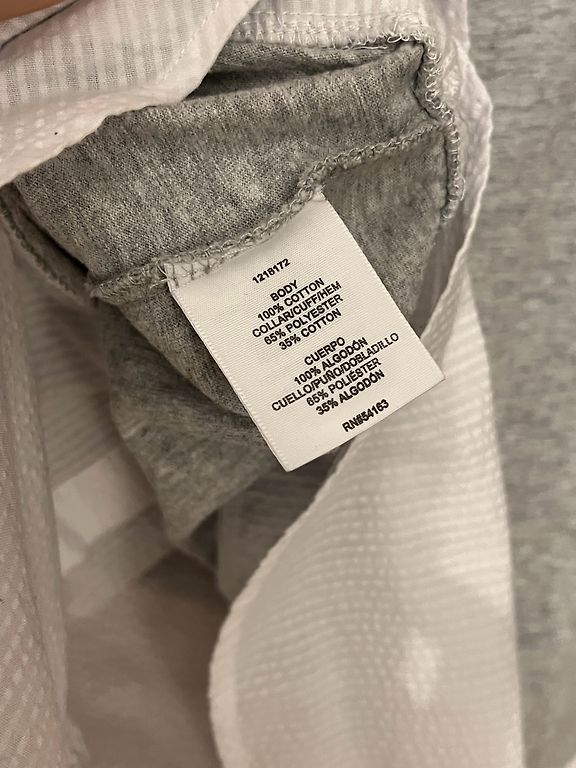 1218172
BODY
100% COTTON
COLLAR/CUFF/HEM
65% POLYESTER
35% COTTON
CUERPO
100% ALGODÓN
CUELLO/PUÑO/DOBLADILLO
65% POLIÉSTER
35% ALGODÓN
RN#54163